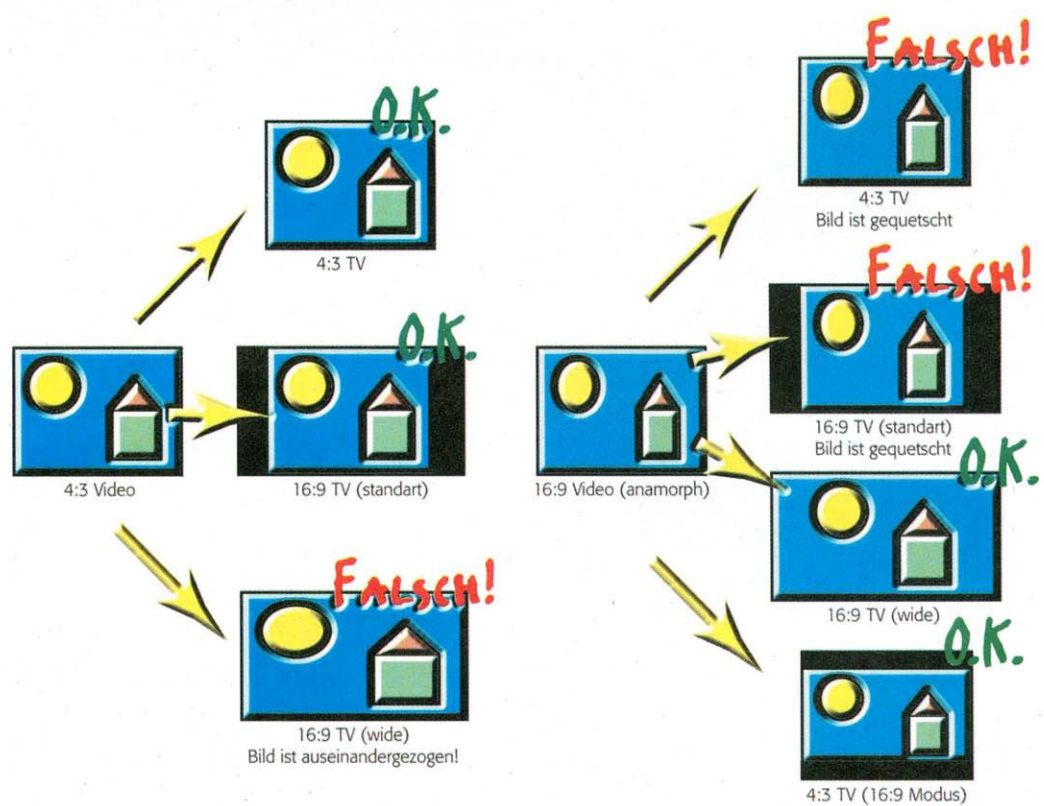 O.K.
4:3 TV
O.K.
4:3 Video
16:9 TV (standart)
FALSCH!
16:9 TV (wide)
Bild ist auseinandergezogen!
FALSCH!
4:3 TV
Bild ist gequetscht
FALSCH!
16:9 TV (standart)
Bild ist gequetscht
16:9 Video (anamorph)
O.K.
16:9 TV (wide)
O.K.
4:3 TV (16:9 Modus)